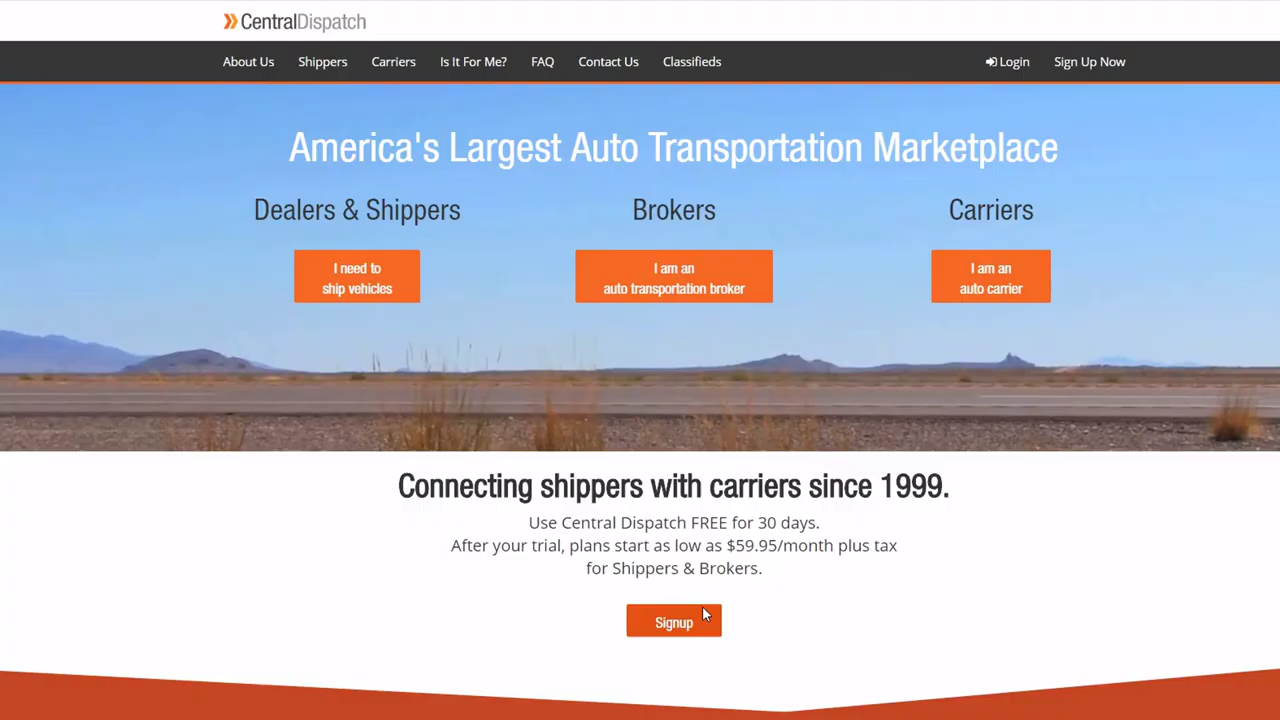 CentralDispatch
About Us Shippers Carriers Is It For Me? FAQ Contact Us Classifieds Login Sign Up Now
America's Largest Auto Transportation Marketplace
Dealers & Shippers Brokers Carriers
I need to
ship vehicles
I am an
auto transportation broker
I am an
auto carrier
Connecting shippers with carriers since 1999.
Use Central Dispatch FREE for 30 days.
After your trial, plans start as low as $59.95/month plus tax
for Shippers & Brokers.
Signup